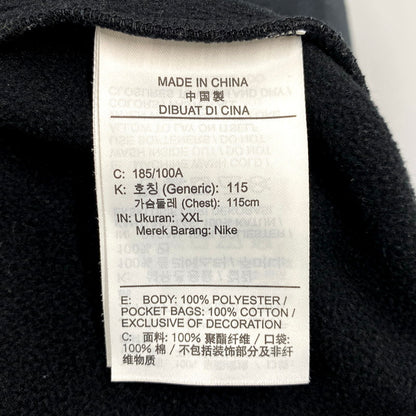 MADE IN CHINA
中国製
DIBUAT DI CINA
C: 185/100A
K: 호칭 (Generic): 115
가슴둘레 (Chest): 115cm
IN: Ukuran: XXL
Merek Barang: Nike
E: BODY: 100% POLYESTER /
POCKET BAGS: 100% COTTON /
EXCLUSIVE OF DECORATION
C: 面料: 100% 聚酯纤维 / 口袋:
100% 棉 / 不包括装饰部分及非纤
维物质